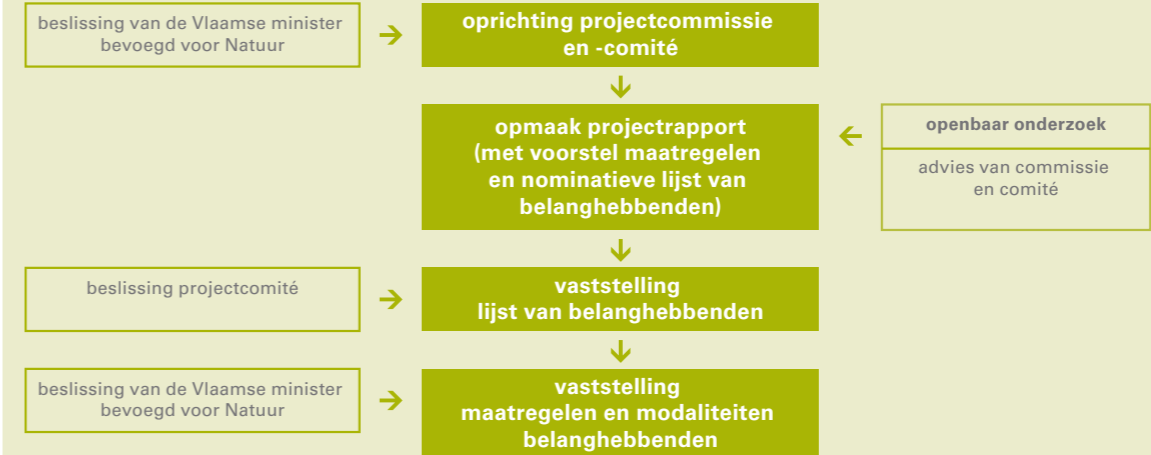 beslissing van de Vlaamse minister
bevoegd voor Natuur
oprichting projectcommissie
en -comité
opmaak projectrapport
(met voorstel maatregelen
en nominatieve lijst van
belanghebbenden)
openbaar onderzoek
advies van commissie
en comité
beslissing projectcomité
vaststelling
lijst van belanghebbenden
beslissing van de Vlaamse minister
bevoegd voor Natuur
vaststelling
maatregelen en modaliteiten
belanghebbenden